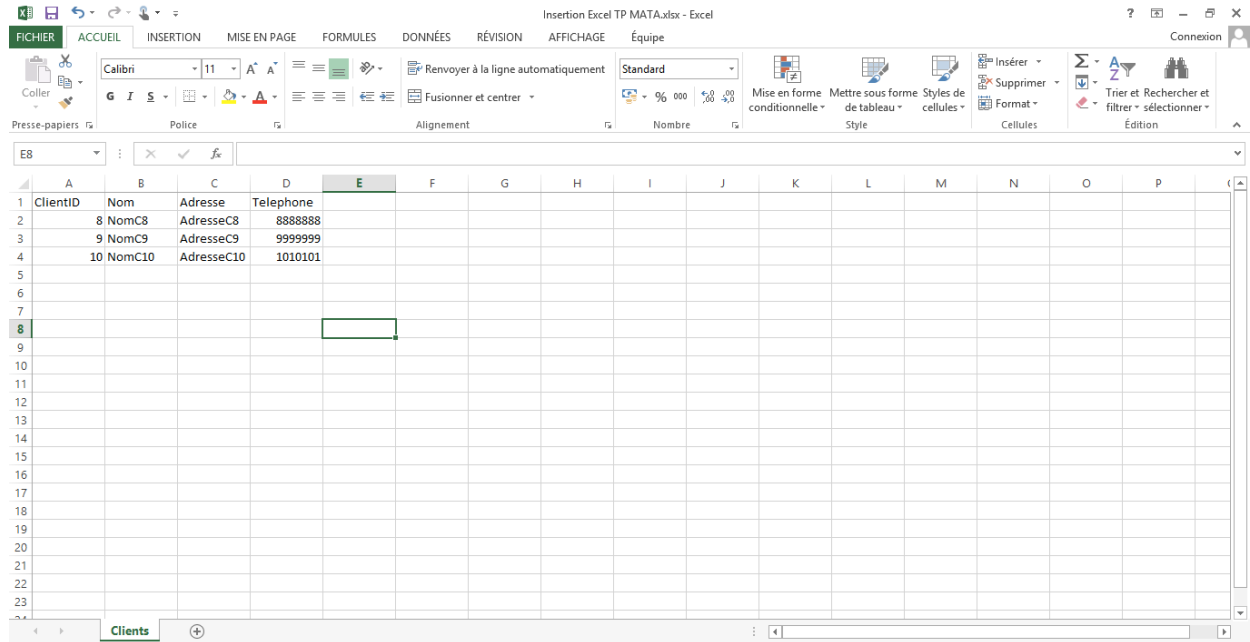 Insertion Excel TP MATA.xlsx - Excel
FICHIER ACCUEIL INSERTION MISE EN PAGE FORMULES DONNÉES RÉVISION AFFICHAGE Équipe Connexion
Coller
Calibri 11
Renvoyer à la ligne automatiquement
Standard
G I S
Fusionner et centrer
% 000
Mise en forme conditionnelle
Mettre sous forme de tableau
Styles de cellules
Insérer
Supprimer
Format
Trier et filtrer
Rechercher et sélectionner
Presse-papiers Police Alignement Nombre Style Cellules Édition
E8 fx
A B C D E F G H I J K L M N O P
1 ClientID Nom Adresse Telephone
2 8 NomC8 AdresseC8 8888888
3 9 NomC9 AdresseC9 9999999
4 10 NomC10 AdresseC10 1010101
5
6
7
8
9
10
11
12
13
14
15
16
17
18
19
20
21
22
23
Clients